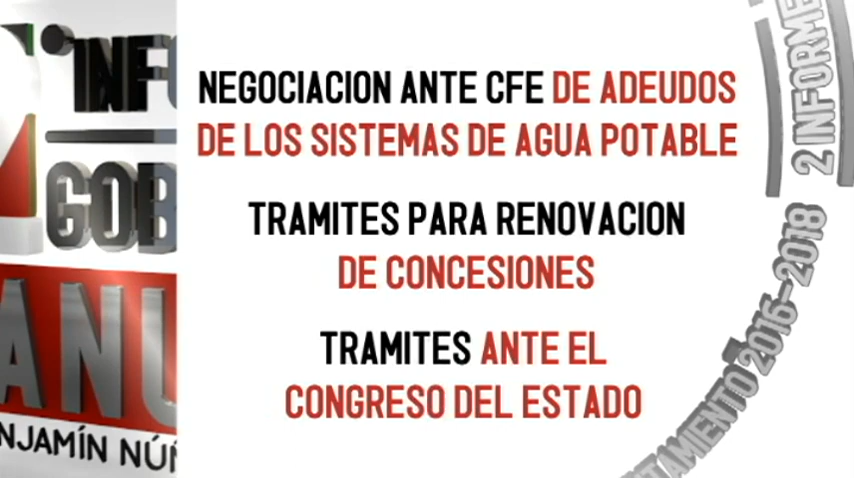 NEGOCIACION ANTE CFE DE ADEUDOS
DE LOS SISTEMAS DE AGUA POTABLE
TRAMITES PARA RENOVACION
DE CONCESIONES
TRAMITES ANTE EL
CONGRESO DEL ESTADO
2 INFORME
2016-2018